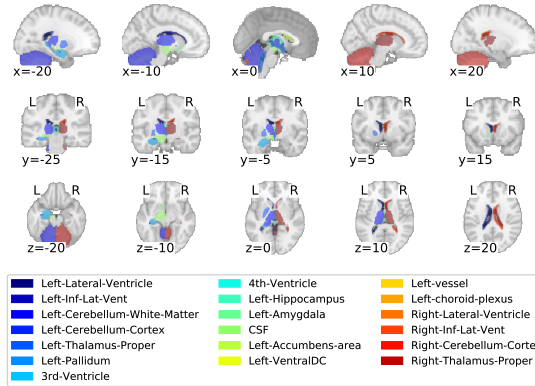 x=-20 x=-10 x=0 x=10 x=20
L R L R L R L R L R
y=-25 y=-15 y=-5 y=5 y=15
L R L R L R L R L R
z=-20 z=-10 z=0 z=10 z=20
Left-Lateral-Ventricle 4th-Ventricle Left-vessel
Left-Inf-Lat-Vent Left-Hippocampus Left-choroid-plexus
Left-Cerebellum-White-Matter Left-Amygdala Right-Lateral-Ventricle
Left-Cerebellum-Cortex CSF Right-Inf-Lat-Vent
Left-Thalamus-Proper Left-Accumbens-area Right-Cerebellum-Corte
Left-Pallidum Left-VentralDC Right-Thalamus-Proper
3rd-Ventricle